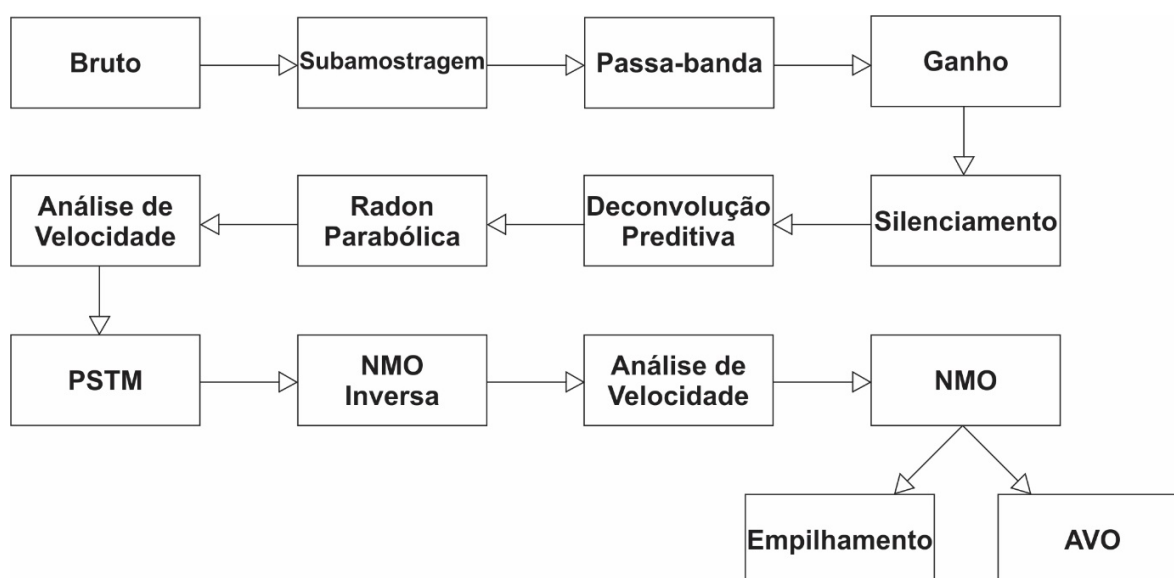 Bruto
Subamostragem
Passa-banda
Ganho
Silenciamento
Deconvolução
Preditiva
Radon
Parabólica
Análise de
Velocidade
PSTM
NMO
Inversa
Análise de
Velocidade
NMO
Empilhamento
AVO